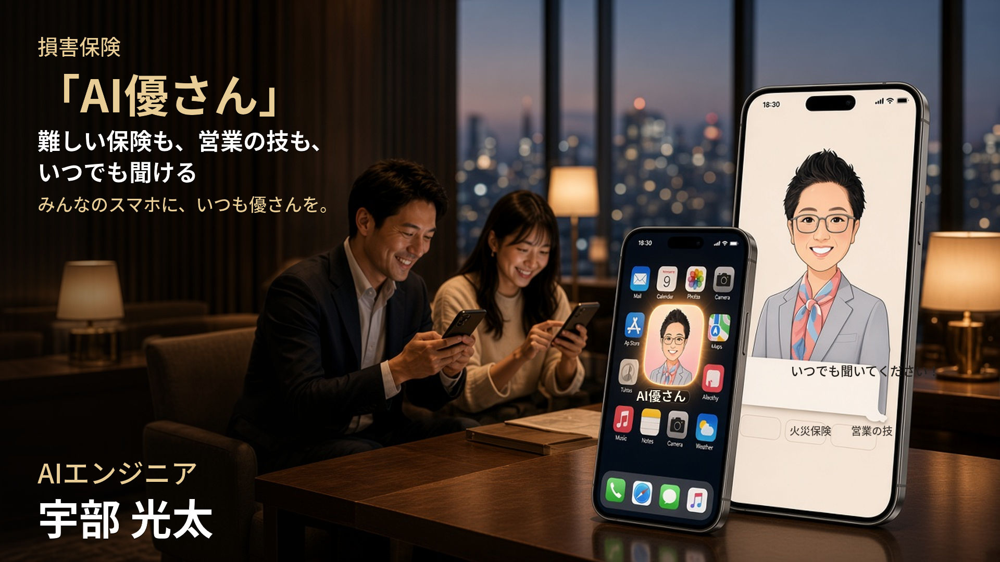 損害保険
「AI優さん」
難しい保険も、営業の技も、
いつでも聞ける
みんなのスマホに、いつも優さんを。
AIエンジニア
宇部 光太
18:30
Mail
Calendar
9
Photos
Camera
Maps
AI優さん
Music
Notes
Camera
Weather
18:30
いつでも聞いてください！
火災保険
営業の技